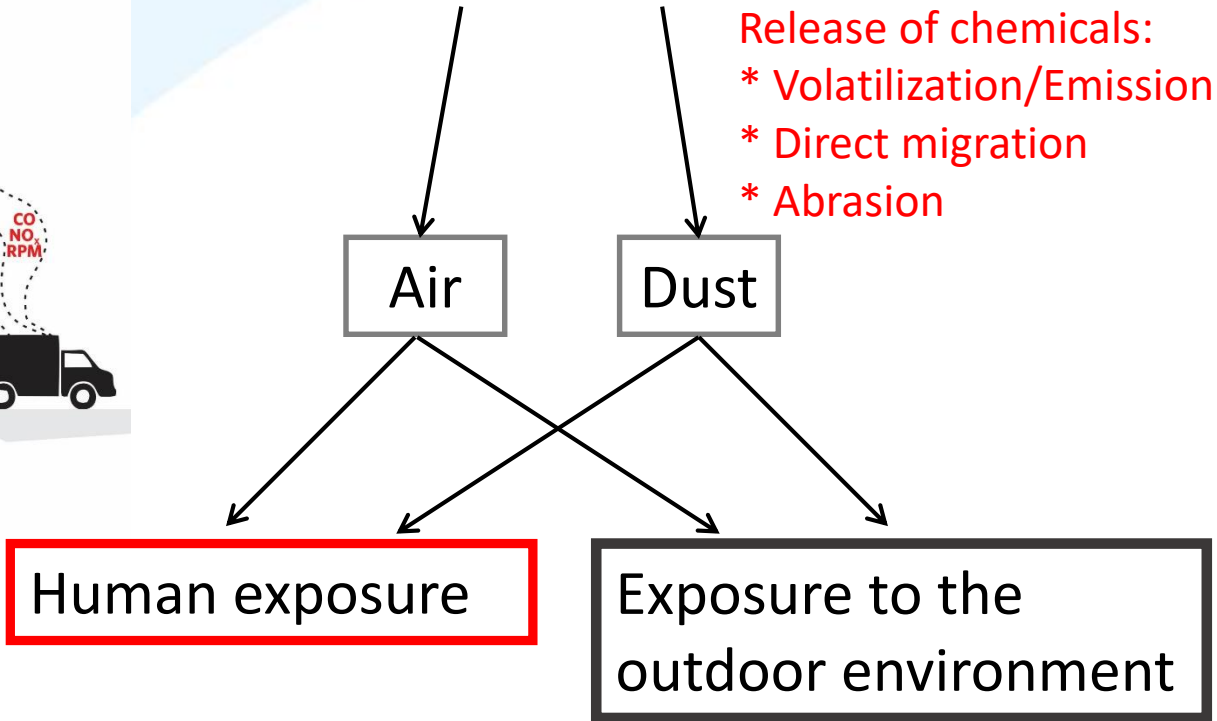 Release of chemicals:
* Volatilization/Emission
* Direct migration
* Abrasion
CO
NOx
RPM
Air
Dust
Human exposure
Exposure to the
outdoor environment